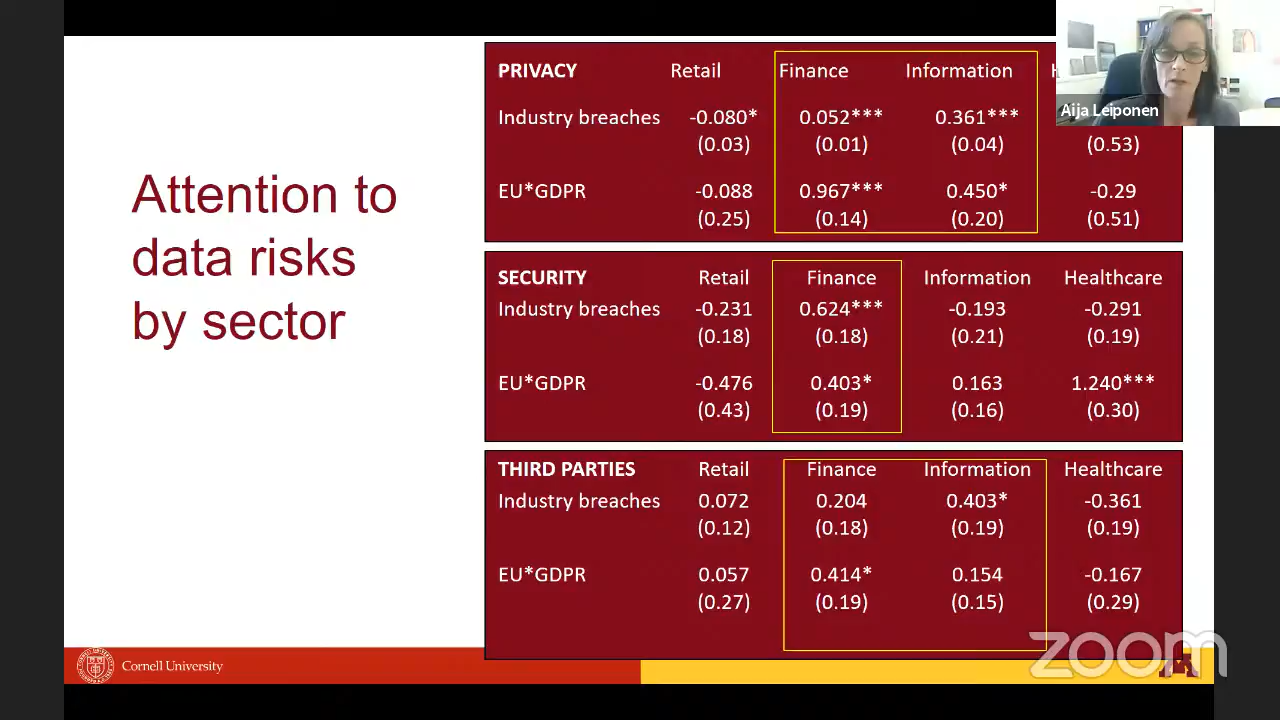 Attention to
data risks
by sector
PRIVACY Retail Finance Information
Industry breaches -0.080* 0.052*** 0.361***
(0.03) (0.01) (0.04) (0.53)
EU*GDPR -0.088 0.967*** 0.450* -0.29
(0.25) (0.14) (0.20) (0.51)
SECURITY Retail Finance Information Healthcare
Industry breaches -0.231 0.624*** -0.193 -0.291
(0.18) (0.18) (0.21) (0.19)
EU*GDPR -0.476 0.403* 0.163 1.240***
(0.43) (0.19) (0.16) (0.30)
THIRD PARTIES Retail Finance Information Healthcare
Industry breaches 0.072 0.204 0.403* -0.361
(0.12) (0.18) (0.19) (0.19)
EU*GDPR 0.057 0.414* 0.154 -0.167
(0.27) (0.19) (0.15) (0.29)
Aija Leiponen
Cornell University
zoom